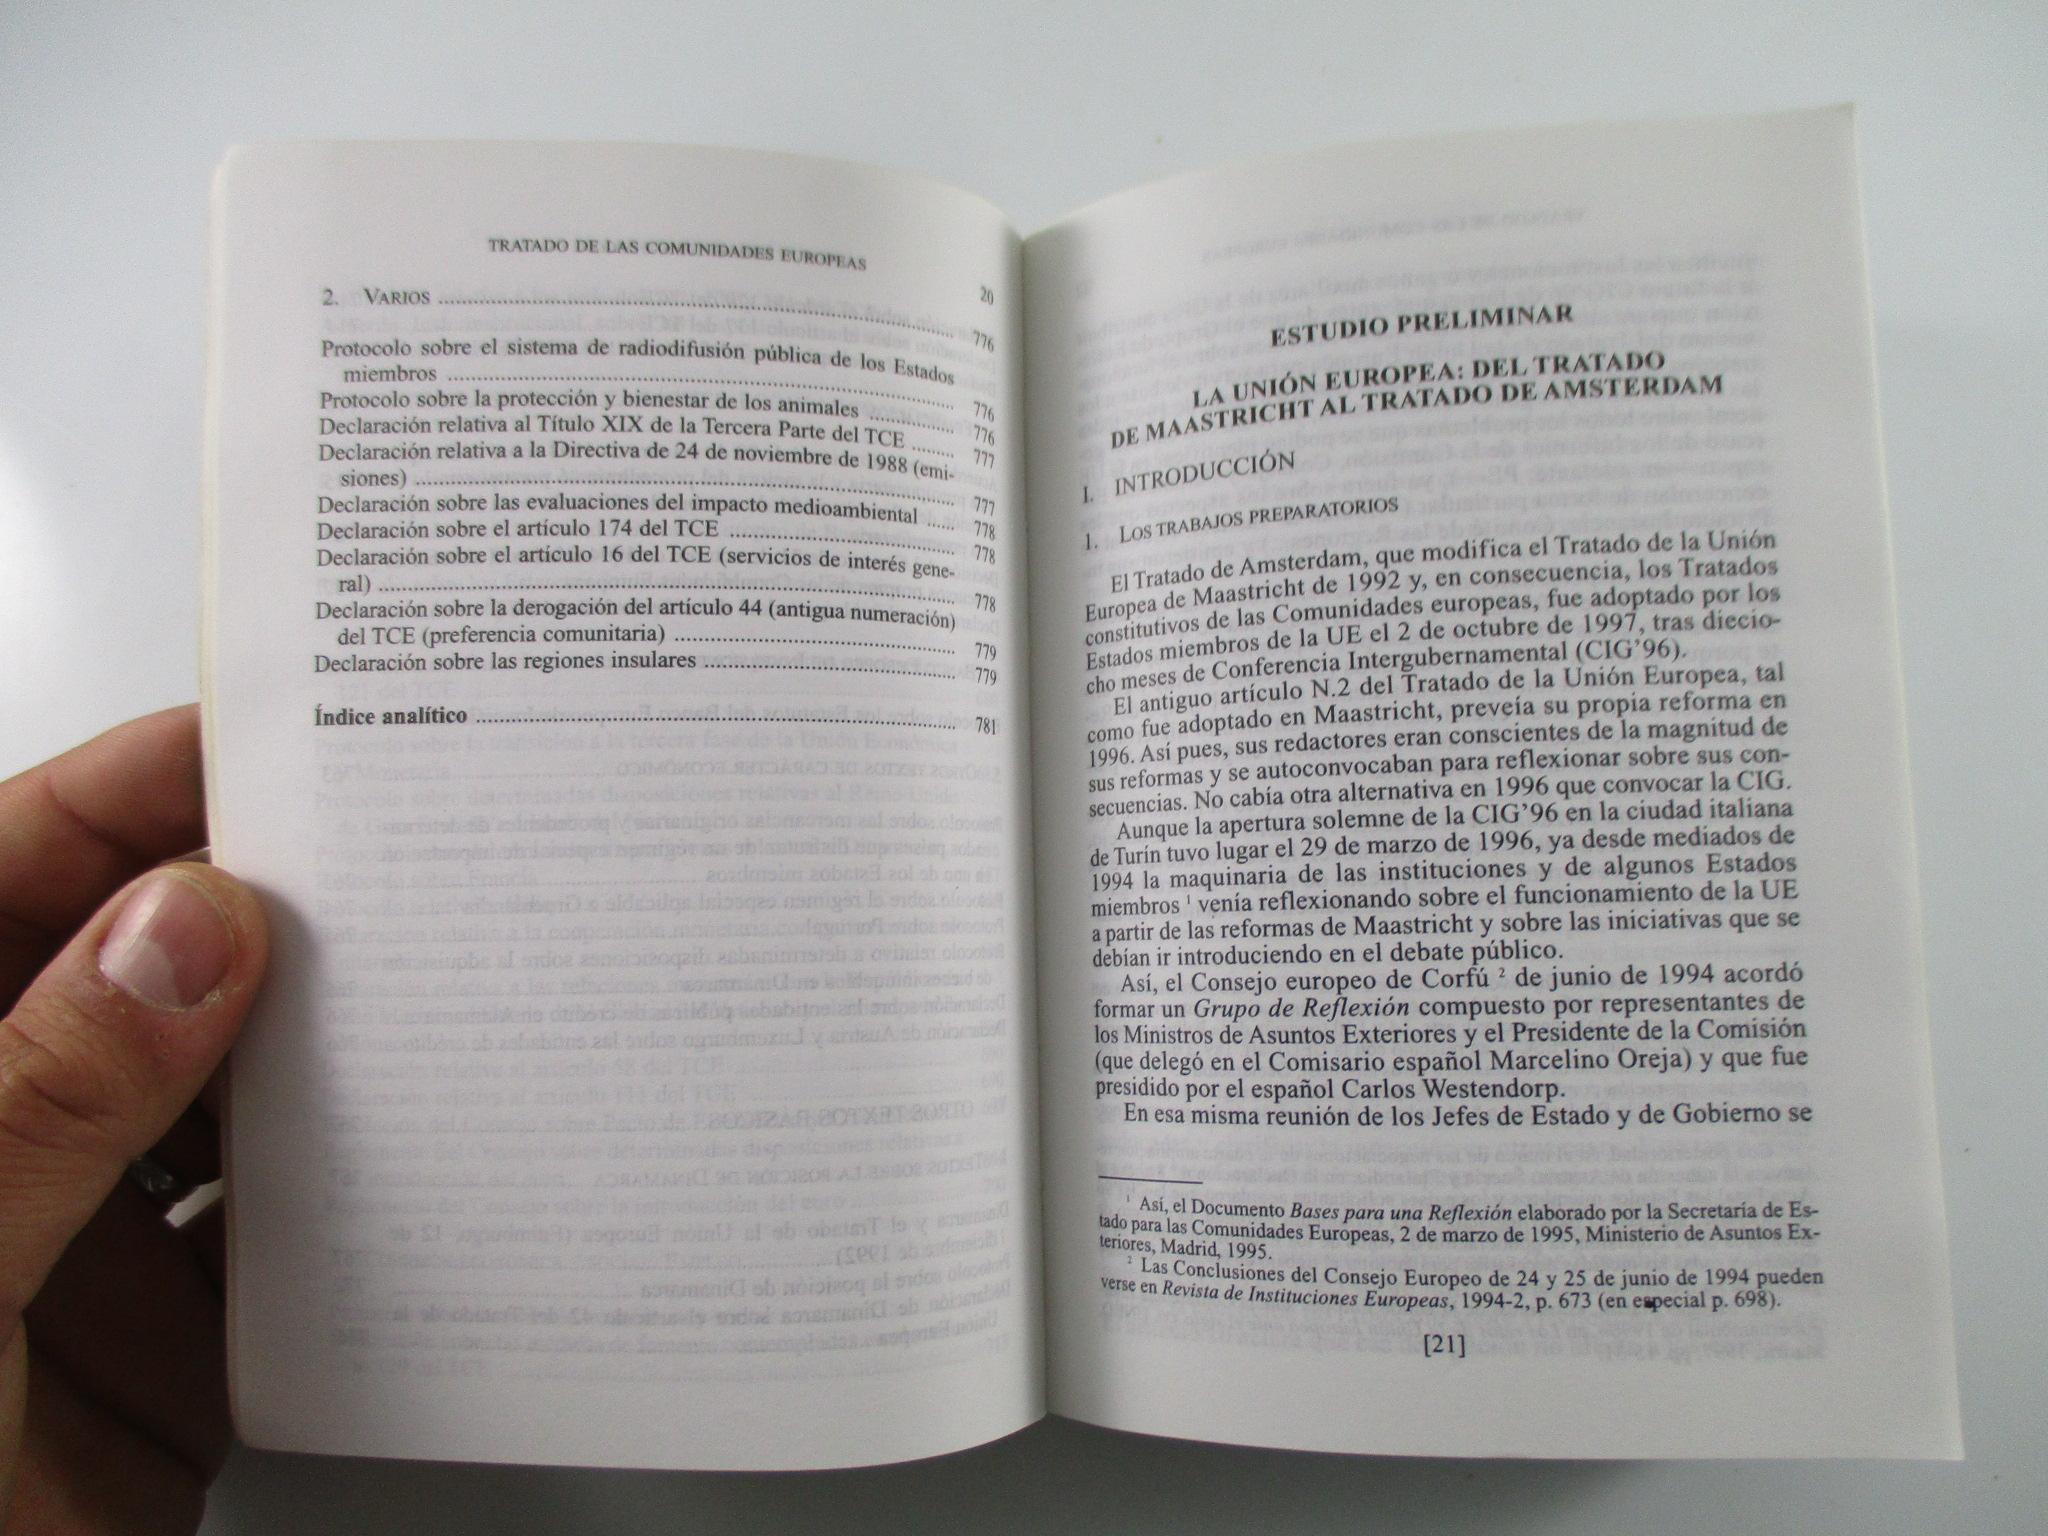 TRATADO DE LAS COMUNIDADES EUROPEAS
20
2. VARIOS ........ 776
Protocolo sobre el sistema de radiodifusión pública de los Estados
miembros ........ 776
Protocolo sobre la protección y bienestar de los animales ........ 776
Declaración relativa al Título XIX de la Tercera Parte del TCE ........ 777
Declaración relativa a la Directiva de 24 de noviembre de 1988 (emi-
siones) ........ 777
Declaración sobre las evaluaciones del impacto medioambiental ...... 778
Declaración sobre el artículo 174 del TCE ........ 778
Declaración sobre el artículo 16 del TCE (servicios de interés gene-
ral) ........ 778
Declaración sobre la derogación del artículo 44 (antigua numeración)
del TCE (preferencia comunitaria) ........ 779
Declaración sobre las regiones insulares ........ 779
Índice analítico ........ 781
ESTUDIO PRELIMINAR
LA UNIÓN EUROPEA: DEL TRATADO
DE MAASTRICHT AL TRATADO DE AMSTERDAM
I. INTRODUCCIÓN
1. LOS TRABAJOS PREPARATORIOS
El Tratado de Amsterdam, que modifica el Tratado de la Unión
Europea de Maastricht de 1992 y, en consecuencia, los Tratados
constitutivos de las Comunidades europeas, fue adoptado por los
Estados miembros de la UE el 2 de octubre de 1997, tras diecio-
cho meses de Conferencia Intergubernamental (CIG'96).
El antiguo artículo N.2 del Tratado de la Unión Europea, tal
como fue adoptado en Maastricht, preveía su propia reforma en
1996. Así pues, sus redactores eran conscientes de la magnitud de
sus reformas y se autoconvocaban para reflexionar sobre sus con-
secuencias. No cabía otra alternativa en 1996 que convocar la CIG.
Aunque la apertura solemne de la CIG'96 en la ciudad italiana
de Turín tuvo lugar el 29 de marzo de 1996, ya desde mediados de
1994 la maquinaria de las instituciones y de algunos Estados
miembros ¹ venía reflexionando sobre el funcionamiento de la UE
a partir de las reformas de Maastricht y sobre las iniciativas que se
debían ir introduciendo en el debate público.
Así, el Consejo europeo de Corfú ² de junio de 1994 acordó
formar un Grupo de Reflexión compuesto por representantes de
los Ministros de Asuntos Exteriores y el Presidente de la Comisión
(que delegó en el Comisario español Marcelino Oreja) y que fue
presidido por el español Carlos Westendorp.
En esa misma reunión de los Jefes de Estado y de Gobierno se
¹ Así, el Documento Bases para una Reflexión elaborado por la Secretaría de Es-
tado para las Comunidades Europeas, 2 de marzo de 1995, Ministerio de Asuntos Ex-
teriores, Madrid, 1995.
² Las Conclusiones del Consejo Europeo de 24 y 25 de junio de 1994 pueden
verse en Revista de Instituciones Europeas, 1994-2, p. 673 (en especial p. 698).
[21]